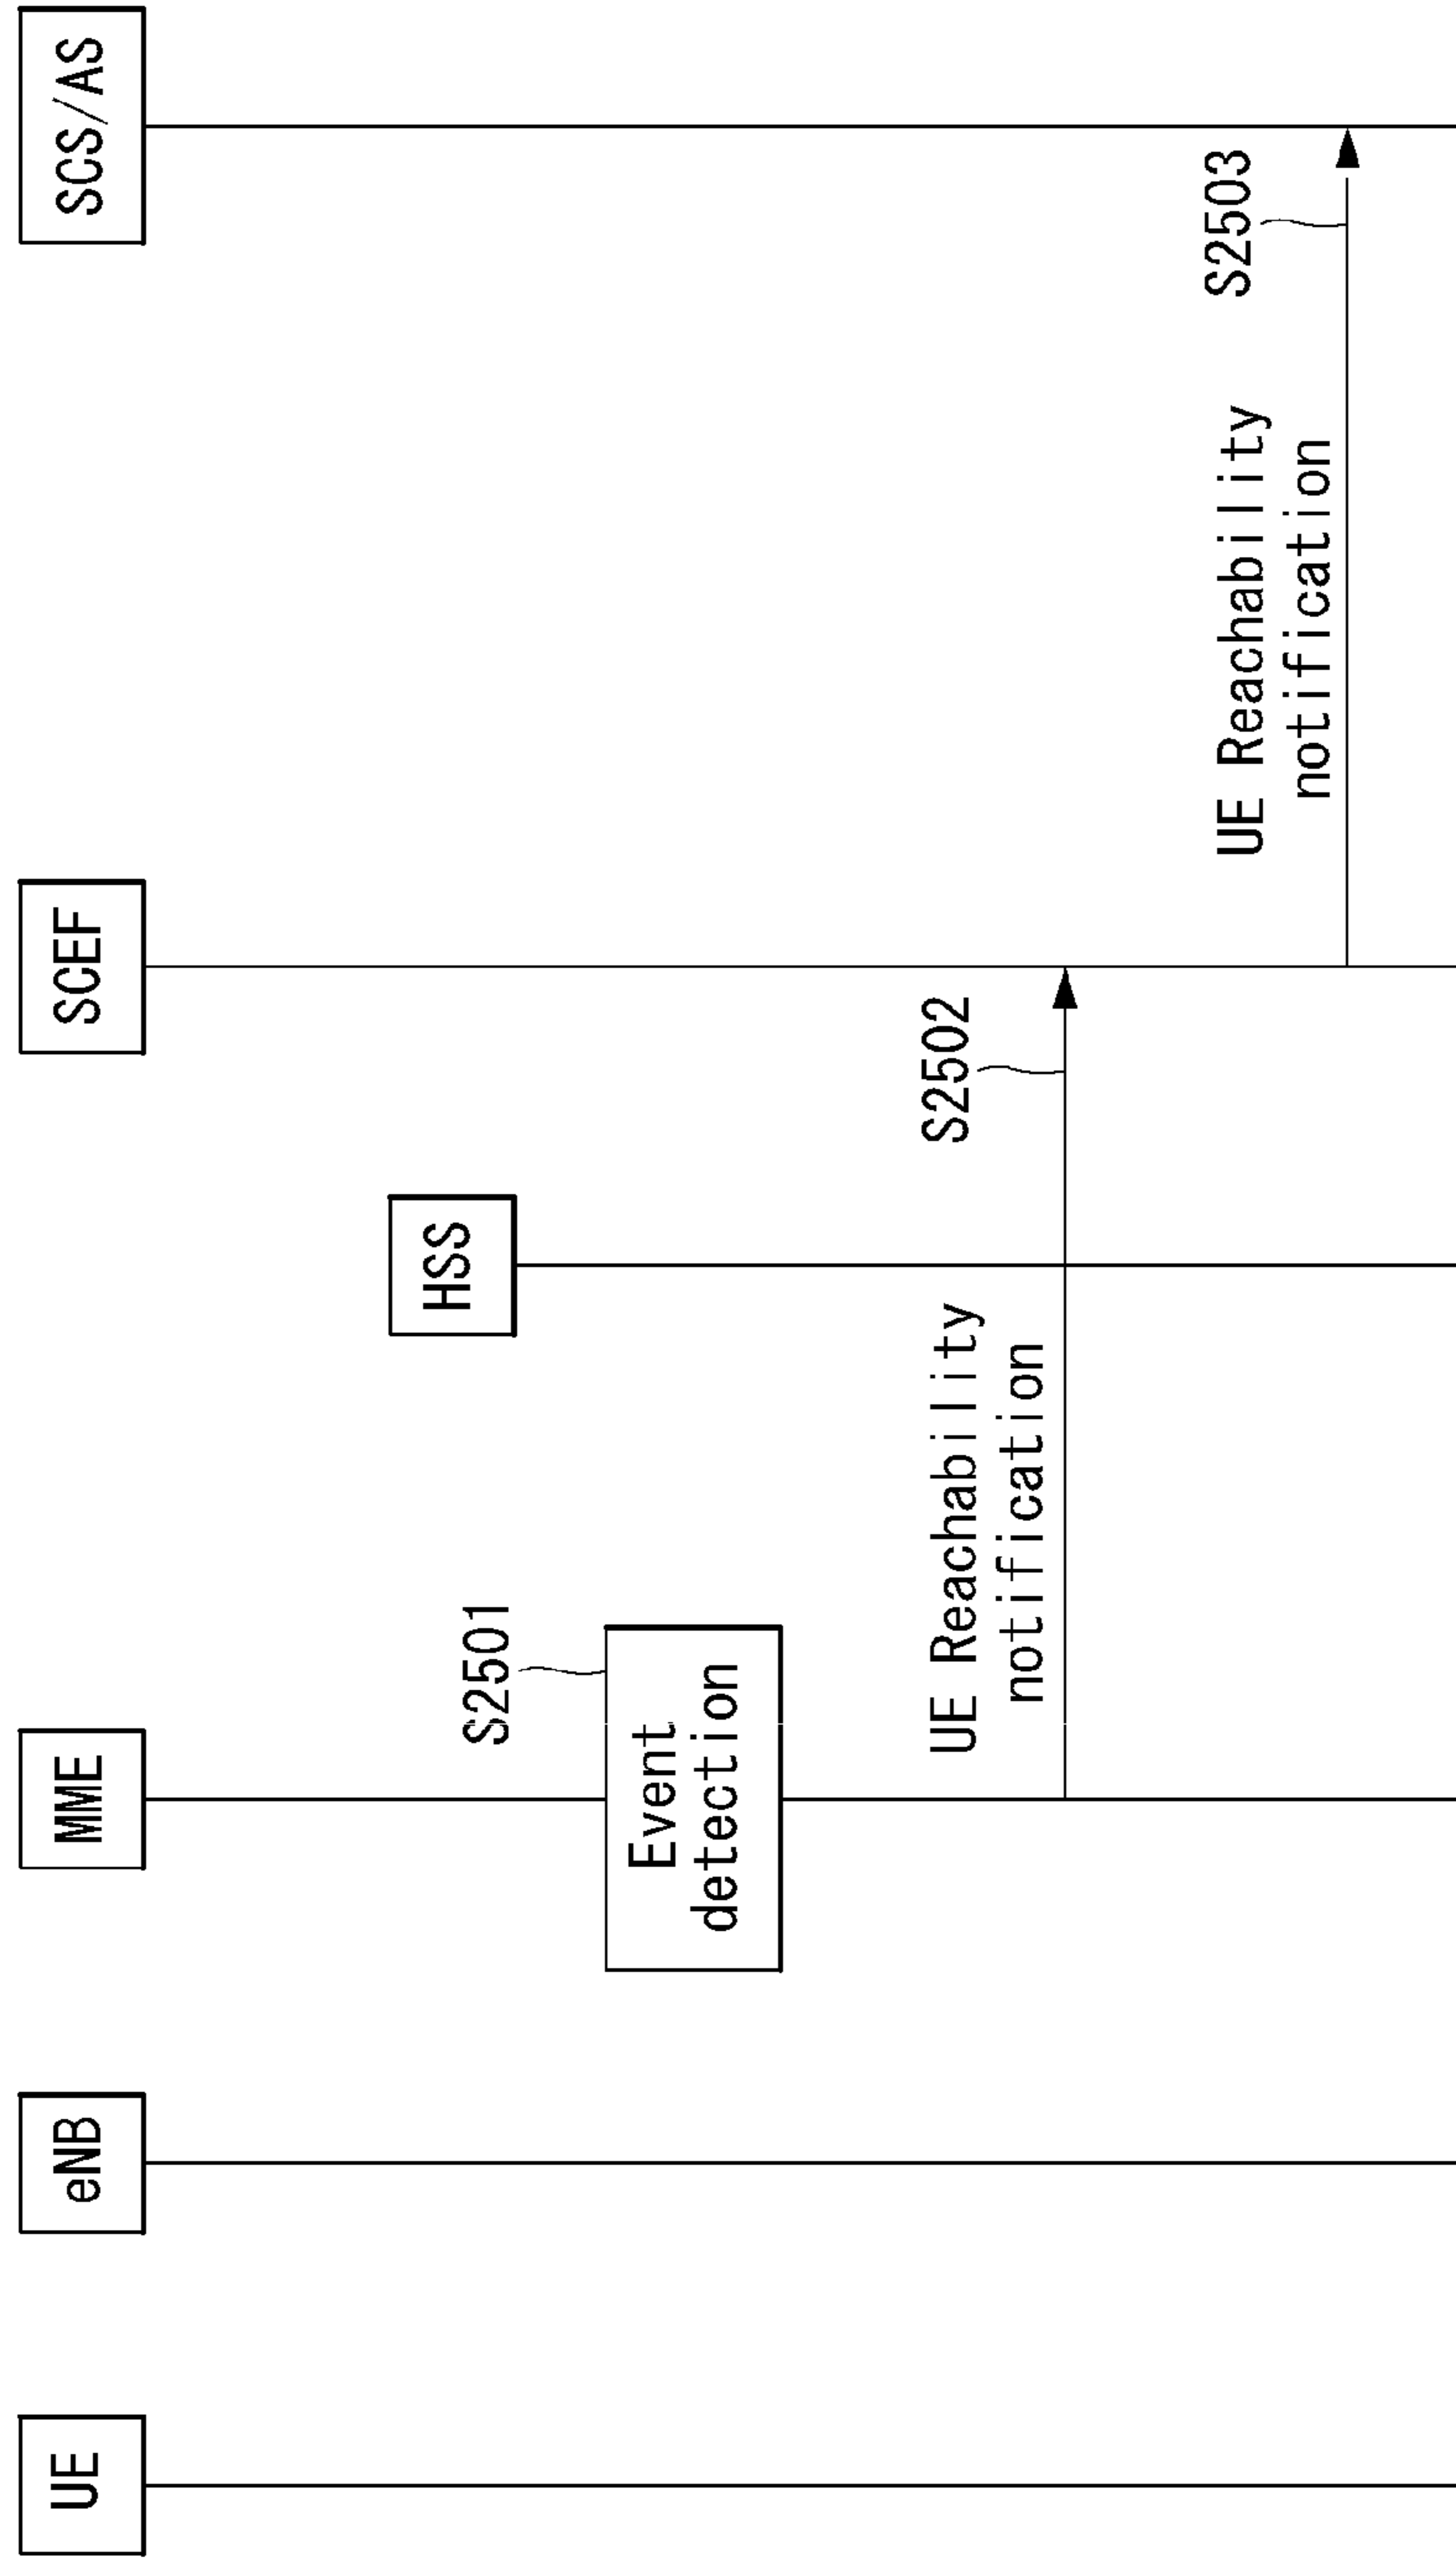 UE
eNB
MME
HSS
SCEF
SCS/AS
S2501
Event
detection
S2502
UE Reachability
notification
S2503
UE Reachability
notification